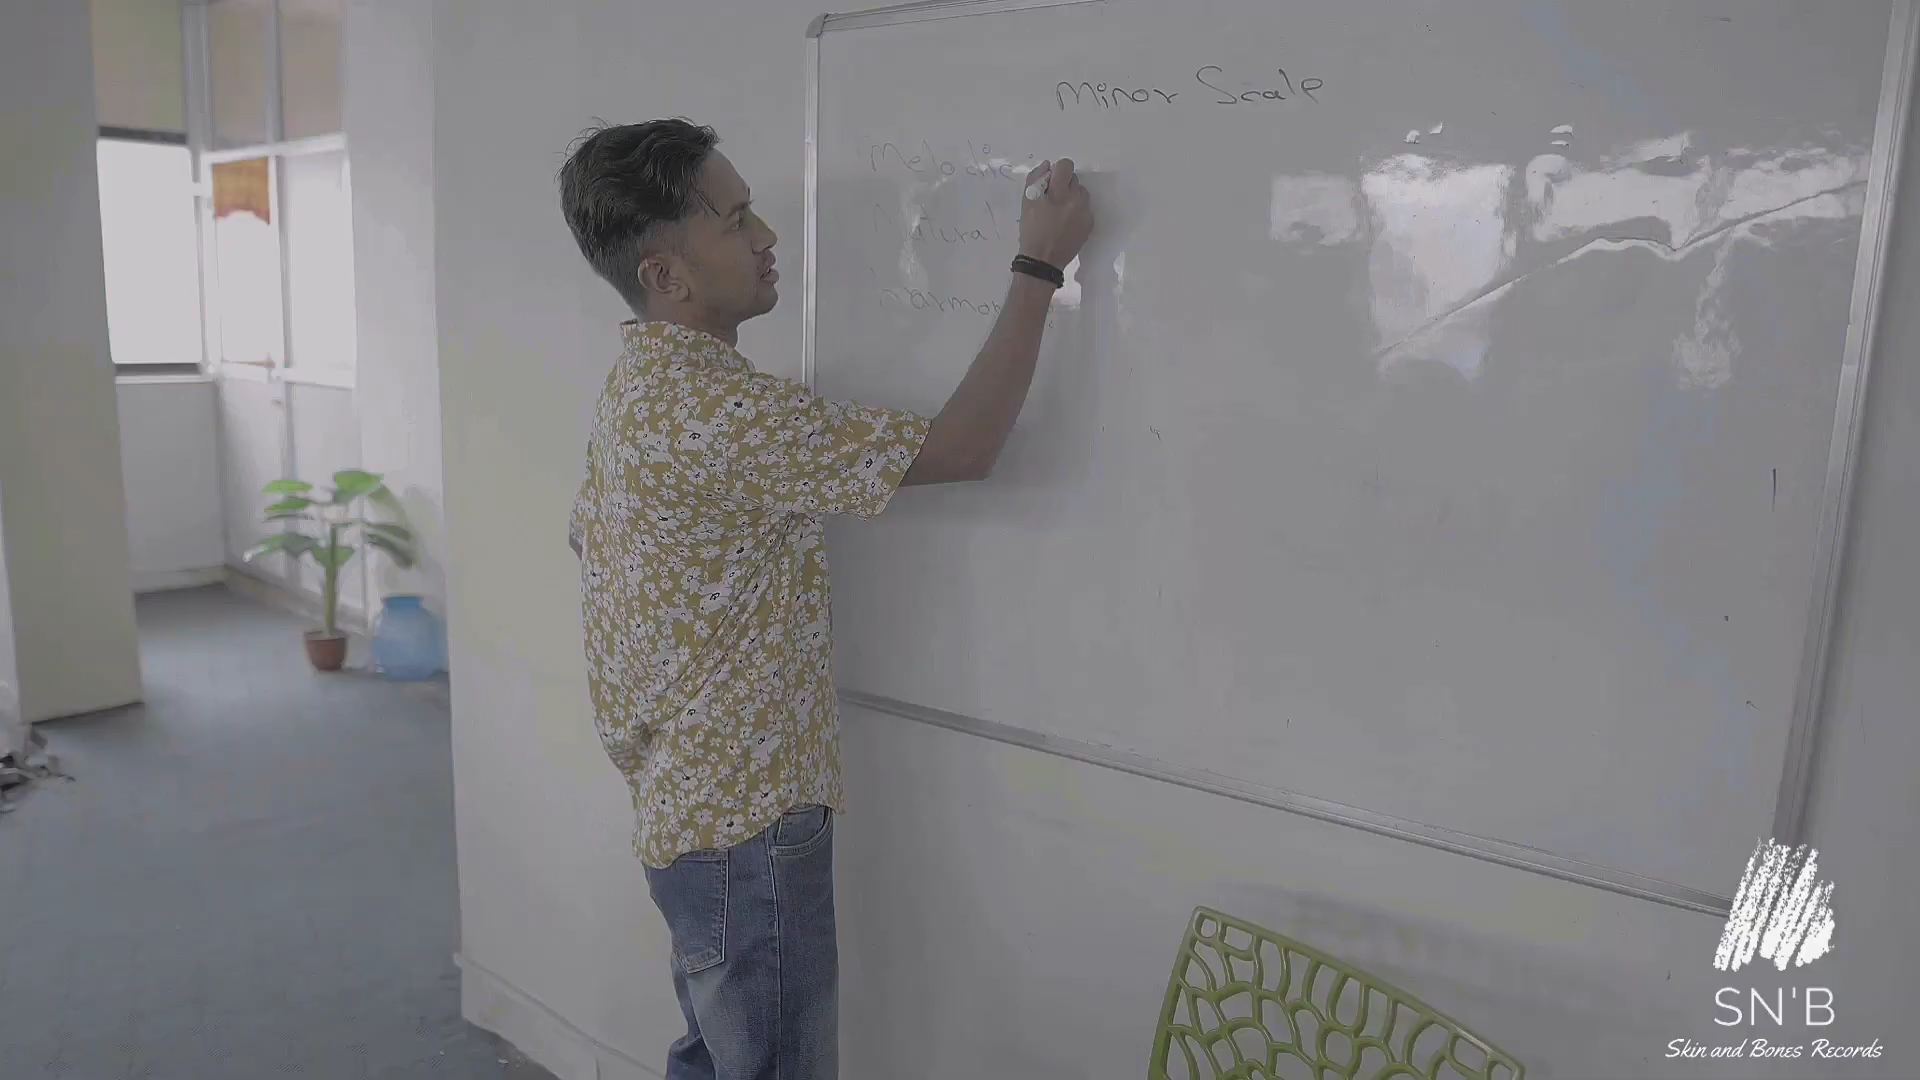 Minor Scale
Melodic
Natural
SN'B
Skin and Bones Records